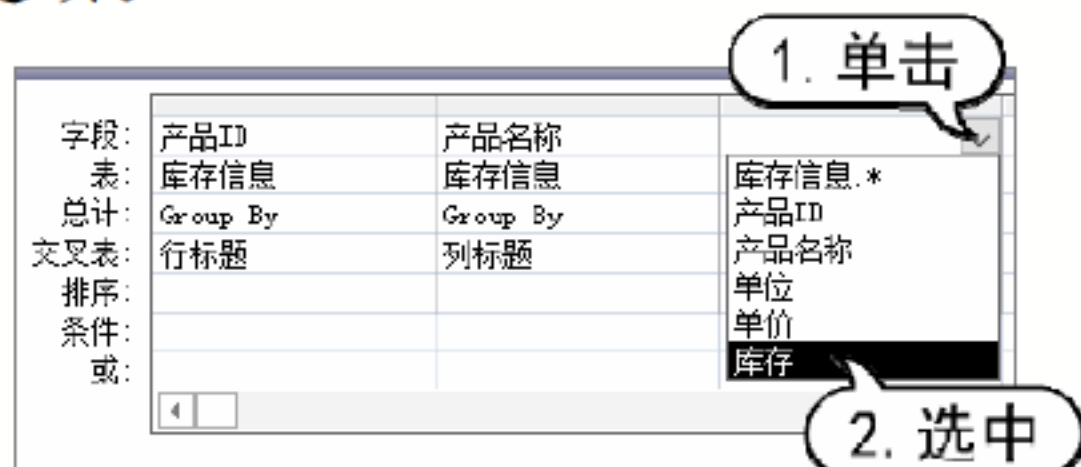 1. 单击
字段: 产品ID 产品名称
表: 库存信息 库存信息 库存信息.*
总计: Group By Group By 产品ID
交叉表: 行标题 列标题 产品名称
排序: 单位
条件: 单价
或: 库存
2. 选中